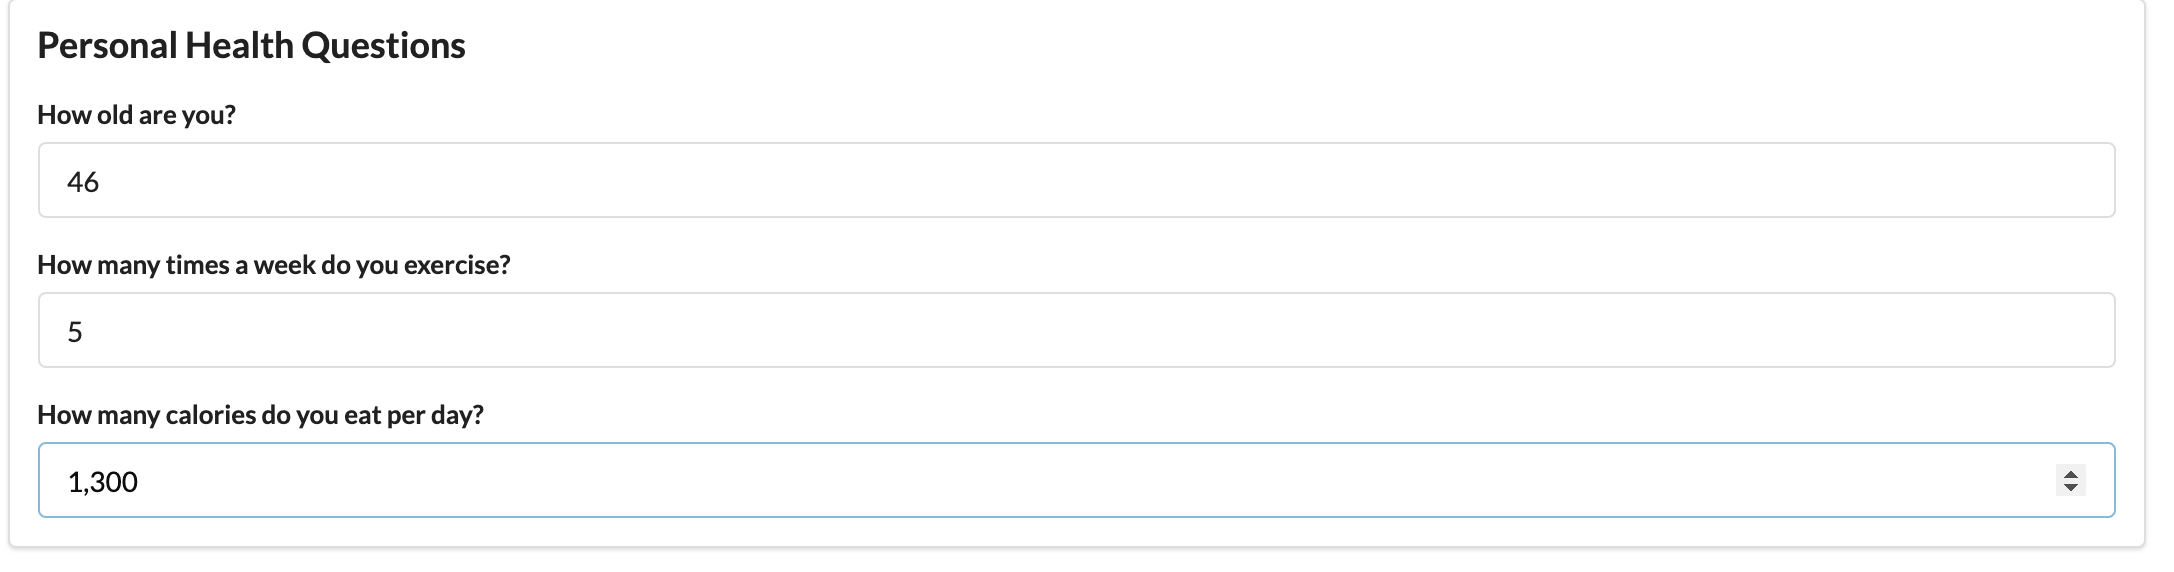 Personal Health Questions
How old are you?
46
How many times a week do you exercise?
5
How many calories do you eat per day?
1,300